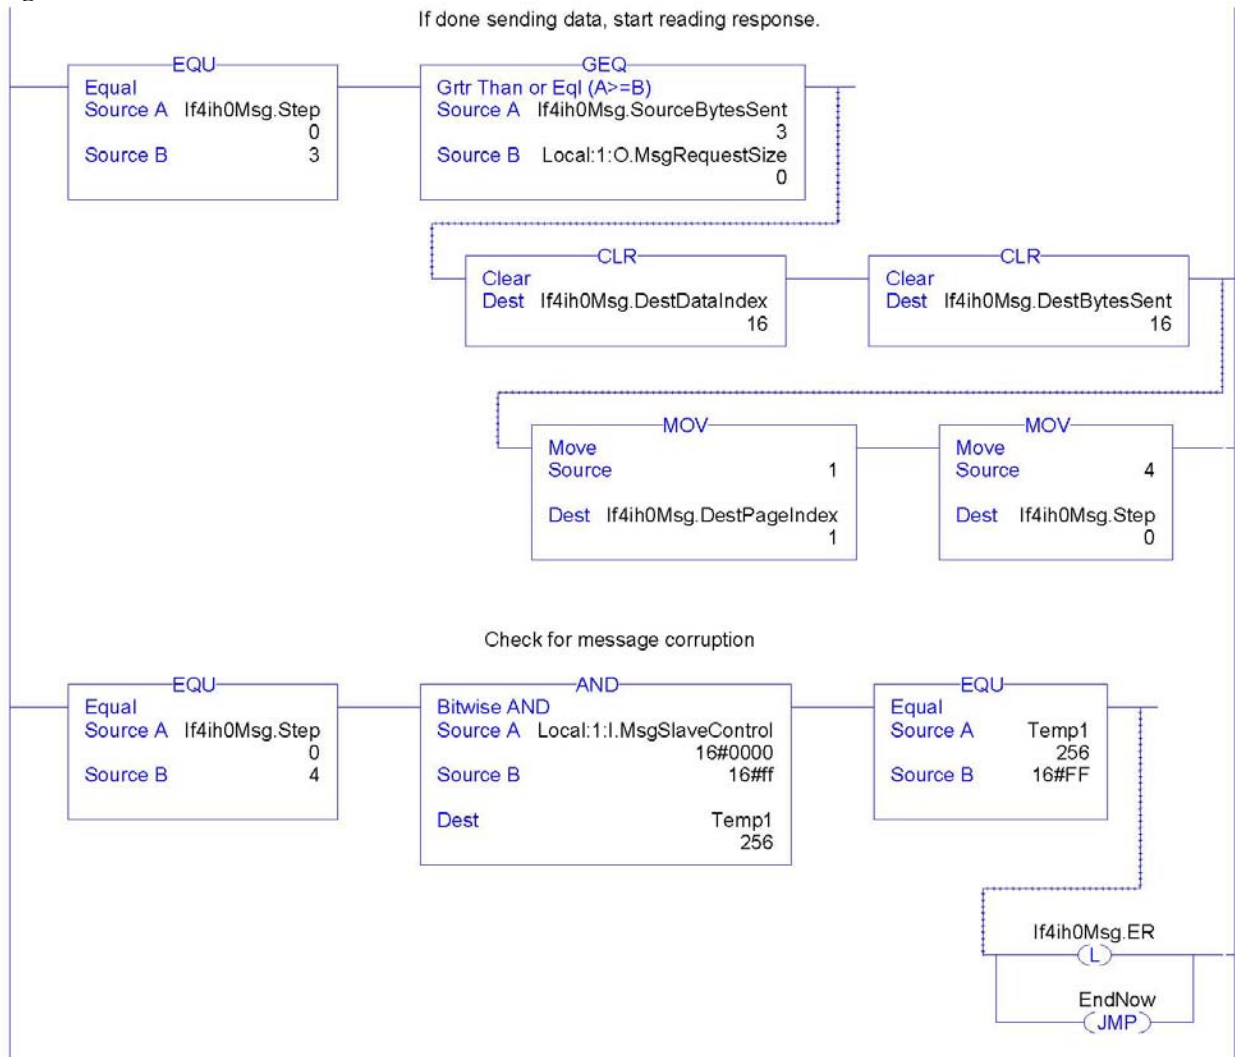 If done sending data, start reading response.
EQU
Equal
Source A If4ih0Msg.Step
0
Source B 3
GEQ
Grtr Than or Eql (A>=B)
Source A If4ih0Msg.SourceBytesSent
3
Source B Local:1:O.MsgRequestSize
0
CLR
Clear
Dest If4ih0Msg.DestDataIndex
16
CLR
Clear
Dest If4ih0Msg.DestBytesSent
16
MOV
Move
Source 1
Dest If4ih0Msg.DestPageIndex
1
MOV
Move
Source 4
Dest If4ih0Msg.Step
0
Check for message corruption
EQU
Equal
Source A If4ih0Msg.Step
0
Source B 4
AND
Bitwise AND
Source A Local:1:I.MsgSlaveControl
16#0000
Source B 16#ff
Dest Temp1
256
EQU
Equal
Source A Temp1
256
Source B 16#FF
If4ih0Msg.ER
L
EndNow
JMP